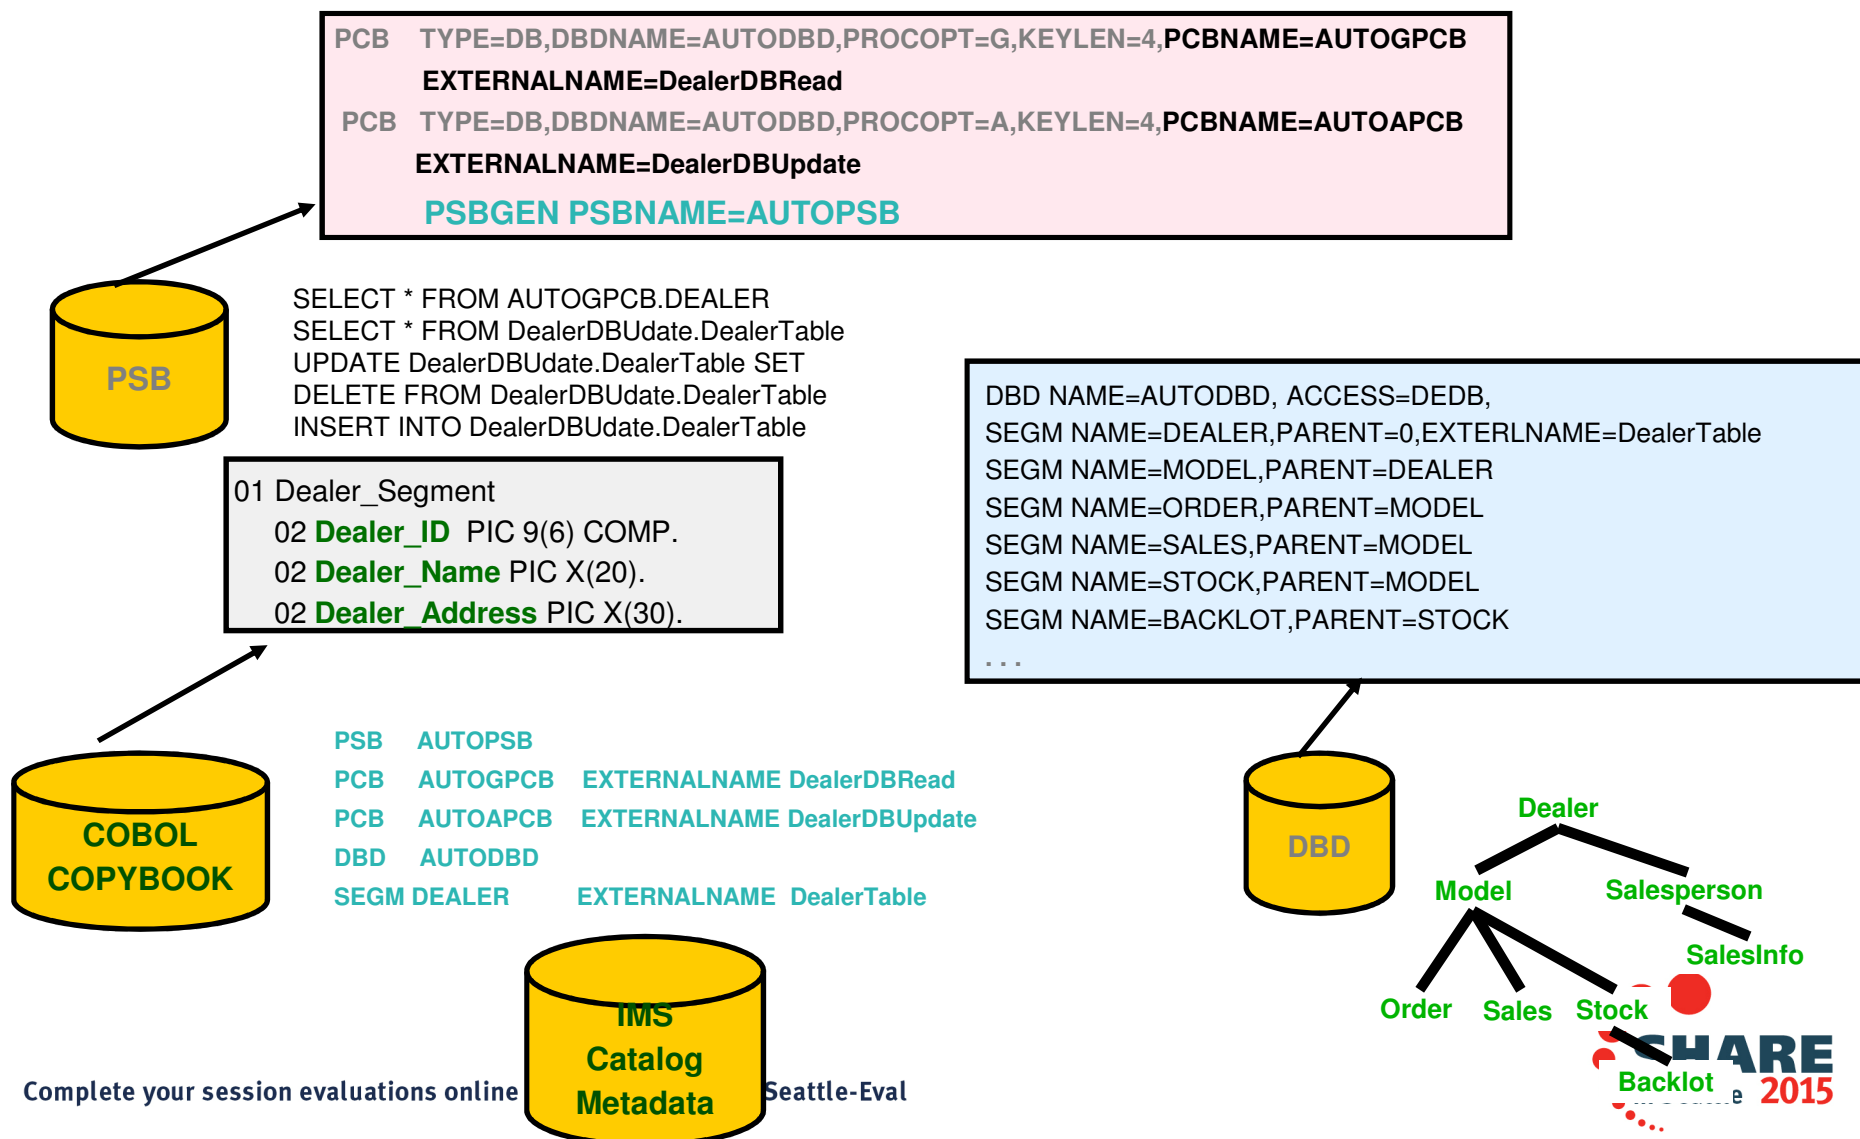 PCB TYPE=DB,DBDNAME=AUTODBD,PROCOPT=G,KEYLEN=4,PCBNAME=AUTOGPCB
EXTERNALNAME=DealerDBRead
PCB TYPE=DB,DBDNAME=AUTODBD,PROCOPT=A,KEYLEN=4,PCBNAME=AUTOAPCB
EXTERNALNAME=DealerDBUpdate
PSBGEN PSBNAME=AUTOPSB
PSB
SELECT * FROM AUTOGPCB.DEALER
SELECT * FROM DealerDBUdate.DealerTable
UPDATE DealerDBUdate.DealerTable SET
DELETE FROM DealerDBUdate.DealerTable
INSERT INTO DealerDBUdate.DealerTable
DBD NAME=AUTODBD, ACCESS=DEDB,
SEGM NAME=DEALER,PARENT=0,EXTERLNAME=DealerTable
SEGM NAME=MODEL,PARENT=DEALER
SEGM NAME=ORDER,PARENT=MODEL
SEGM NAME=SALES,PARENT=MODEL
SEGM NAME=STOCK,PARENT=MODEL
SEGM NAME=BACKLOT,PARENT=STOCK
. . .
01 Dealer_Segment
02 Dealer_ID PIC 9(6) COMP.
02 Dealer_Name PIC X(20).
02 Dealer_Address PIC X(30).
COBOL
COPYBOOK
PSB AUTOPSB
PCB AUTOGPCB EXTERNALNAME DealerDBRead
PCB AUTOAPCB EXTERNALNAME DealerDBUpdate
DBD AUTODBD
SEGM DEALER EXTERNALNAME DealerTable
DBD
Dealer
Model Salesperson
SalesInfo
Order Sales Stock
Backlot
IMS
Catalog
Metadata
Complete your session evaluations online
Seattle-Eval
SHARE
2015